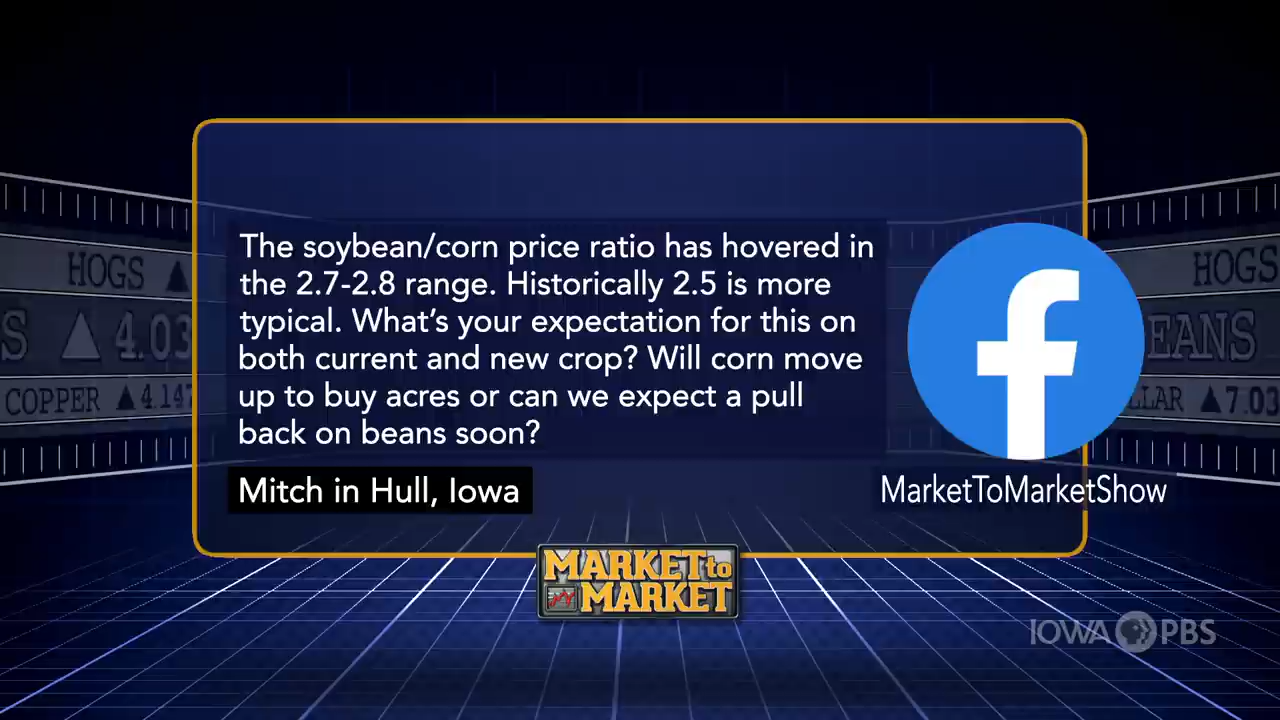 The soybean/corn price ratio has hovered in
the 2.7-2.8 range. Historically 2.5 is more
typical. What's your expectation for this on
both current and new crop? Will corn move
up to buy acres or can we expect a pull
back on beans soon?
Mitch in Hull, Iowa
MarketToMarketShow
HOGS ▲
S ▲ 4.03
COPPER ▲4.147
HOGS
EANS
LLAR ▲7.03
MARKET to
MARKET
IOWA PBS